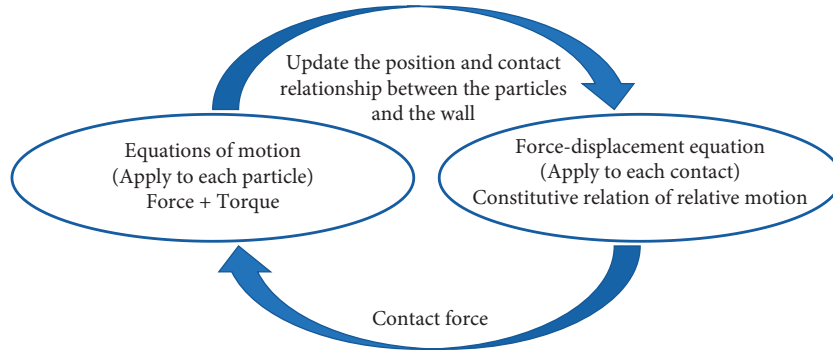 Update the position and contact
relationship between the particles
and the wall
Equations of motion
(Apply to each particle)
Force + Torque
Force-displacement equation
(Apply to each contact)
Constitutive relation of relative motion
Contact force